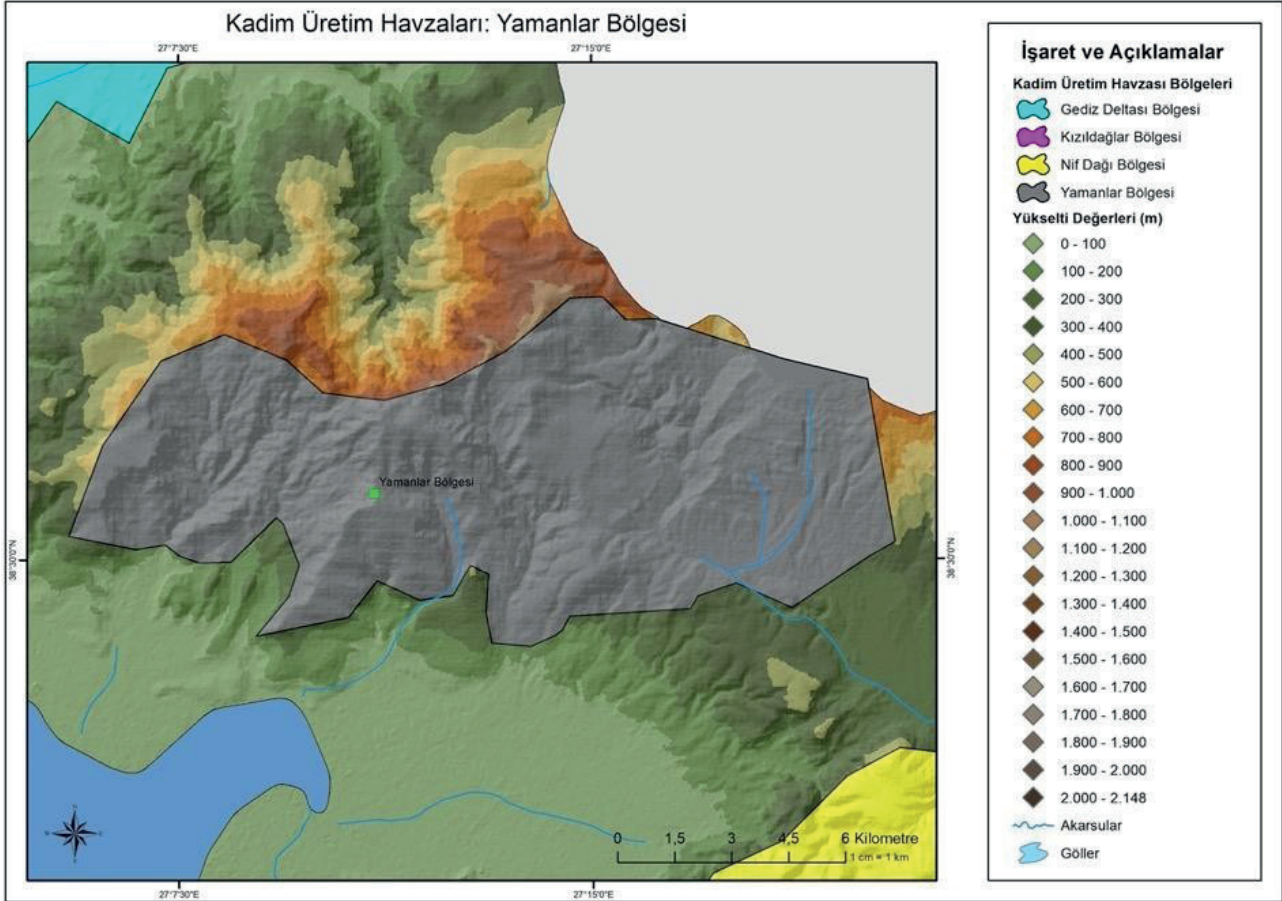 Kadim Üretim Havzaları: Yamanlar Bölgesi
27°7'30"E
27°15'0"E
38°30'0"N
38°30'0"N
Yamanlar Bölgesi
0 1,5 3 4,5 6 Kilometre
1 cm = 1 km
27°7'30"E
27°15'0"E
İşaret ve Açıklamalar
Kadim Üretim Havzası Bölgeleri
Gediz Deltası Bölgesi
Kızıldağlar Bölgesi
Nif Dağı Bölgesi
Yamanlar Bölgesi
Yükselti Değerleri (m)
0 - 100
100 - 200
200 - 300
300 - 400
400 - 500
500 - 600
600 - 700
700 - 800
800 - 900
900 - 1.000
1.000 - 1.100
1.100 - 1.200
1.200 - 1.300
1.300 - 1.400
1.400 - 1.500
1.500 - 1.600
1.600 - 1.700
1.700 - 1.800
1.800 - 1.900
1.900 - 2.000
2.000 - 2.148
Akarsular
Göller